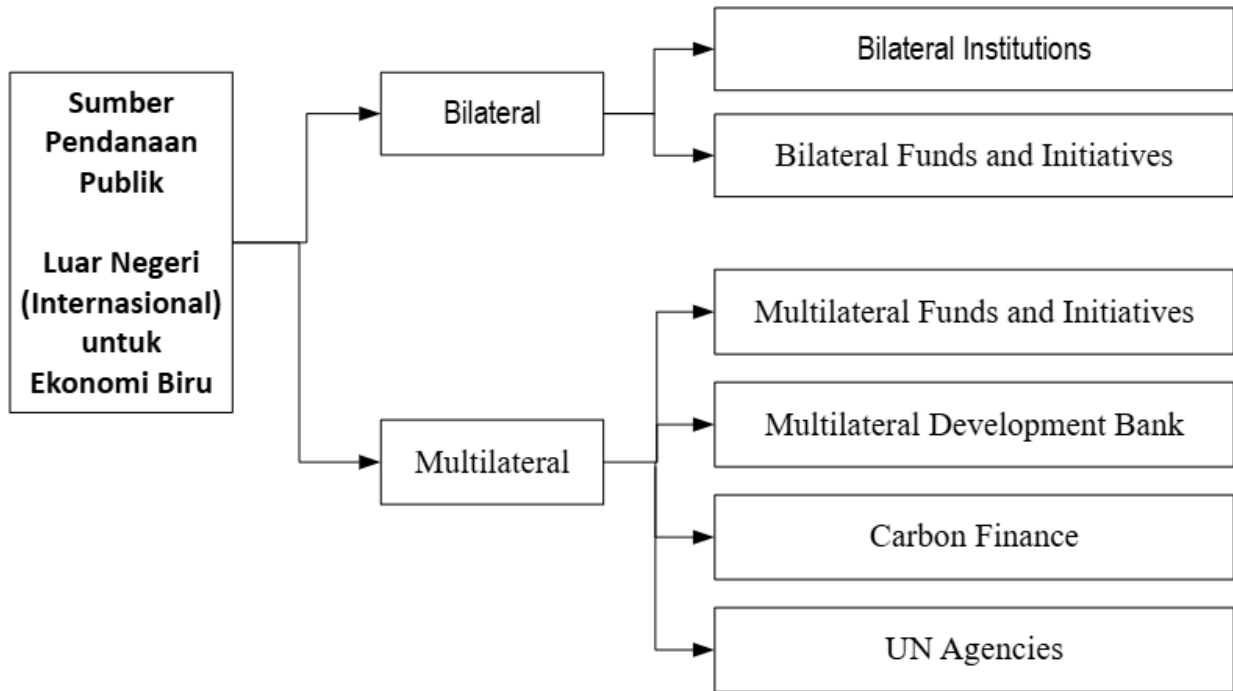 Sumber
Pendanaan
Publik
Luar Negeri
(Internasional)
untuk
Ekonomi Biru
Bilateral
Bilateral Institutions
Bilateral Funds and Initiatives
Multilateral
Multilateral Funds and Initiatives
Multilateral Development Bank
Carbon Finance
UN Agencies